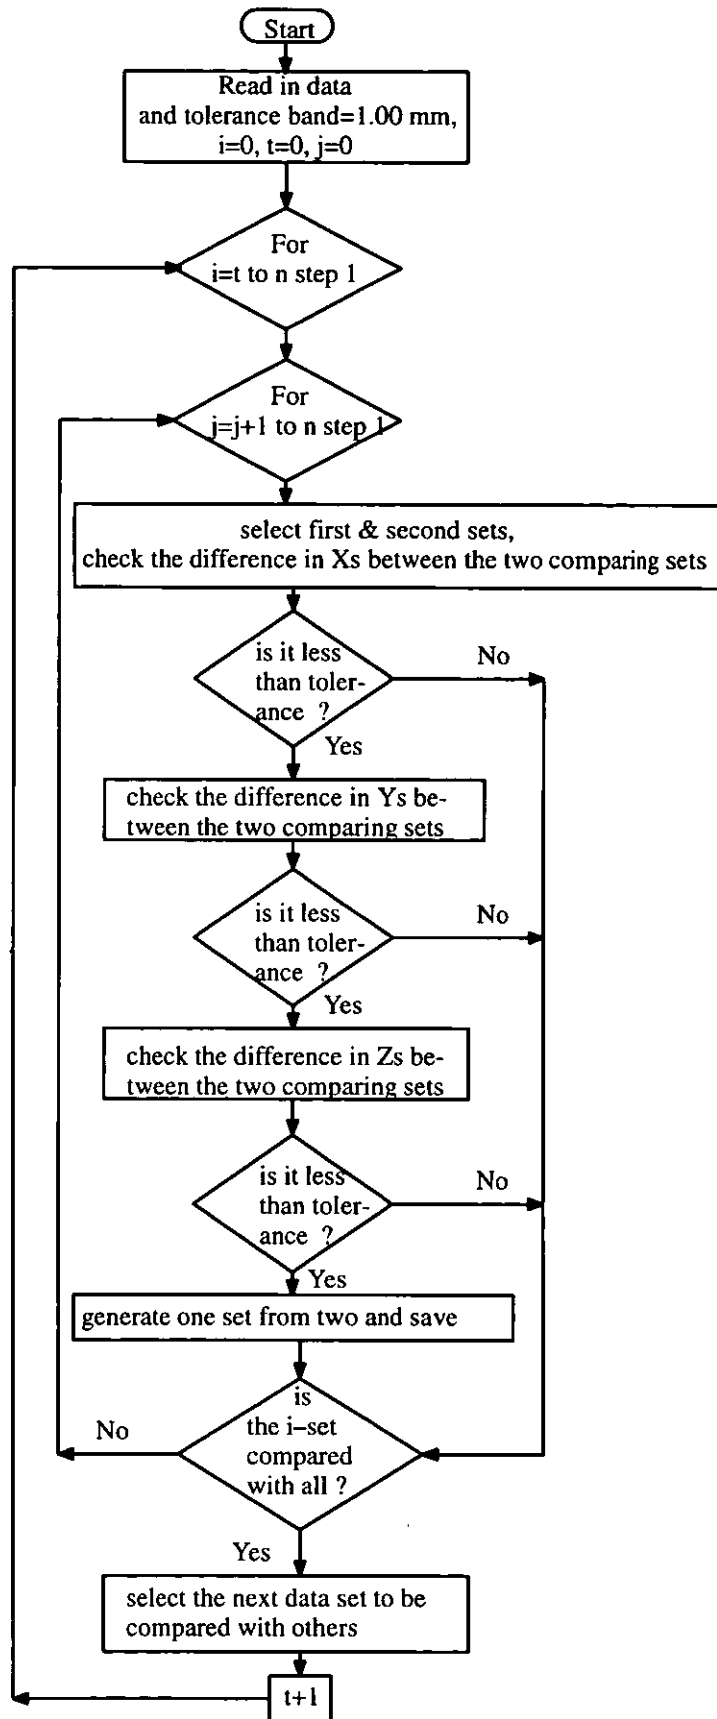 Start
Read in data
and tolerance band=1.00 mm,
i=0, t=0, j=0
For
i=t to n step 1
For
j=j+1 to n step 1
select first & second sets,
check the difference in Xs between the two comparing sets
is it less
than toler-
ance ?
No
Yes
check the difference in Ys be-
tween the two comparing sets
is it less
than toler-
ance ?
No
Yes
check the difference in Zs be-
tween the two comparing sets
is it less
than toler-
ance ?
No
Yes
generate one set from two and save
is
the i-set
compared
with all ?
No
Yes
select the next data set to be
compared with others
t+1